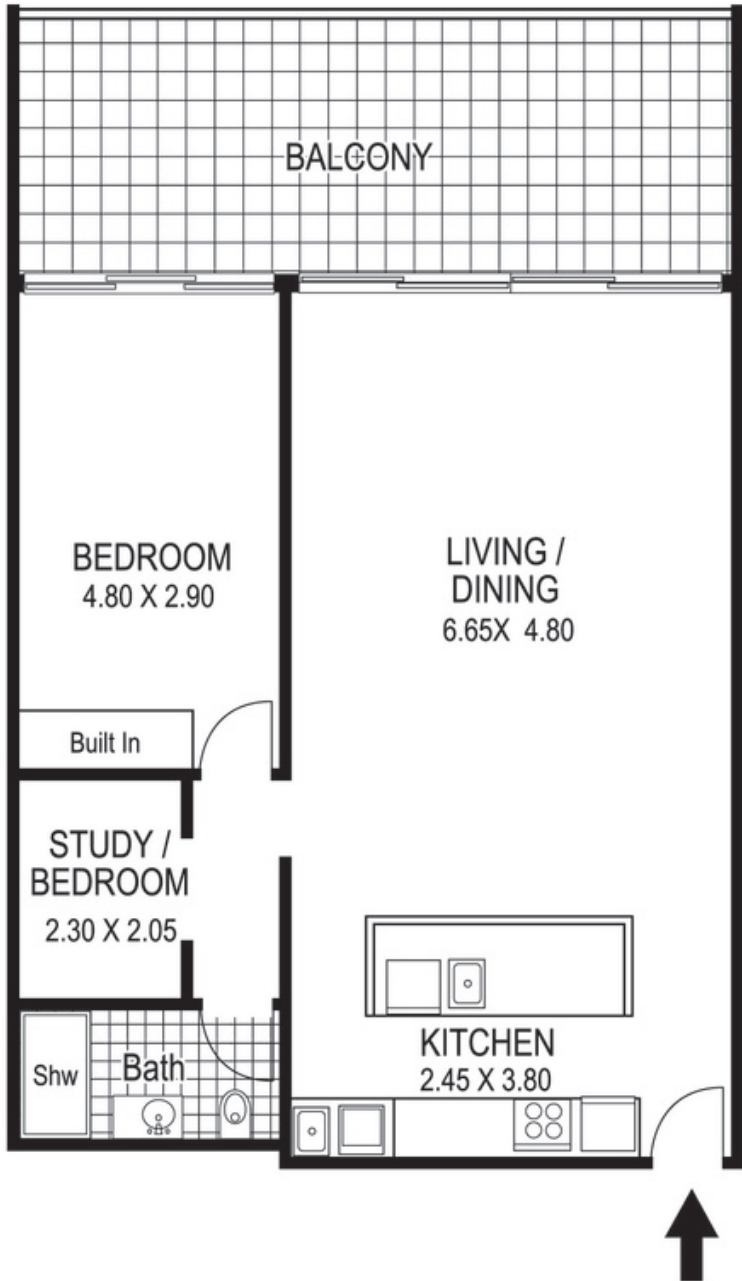 BALCONY
BEDROOM
4.80 X 2.90
LIVING /
DINING
6.65X 4.80
Built In
STUDY /
BEDROOM
2.30 X 2.05
KITCHEN
2.45 X 3.80
Shw
Bath